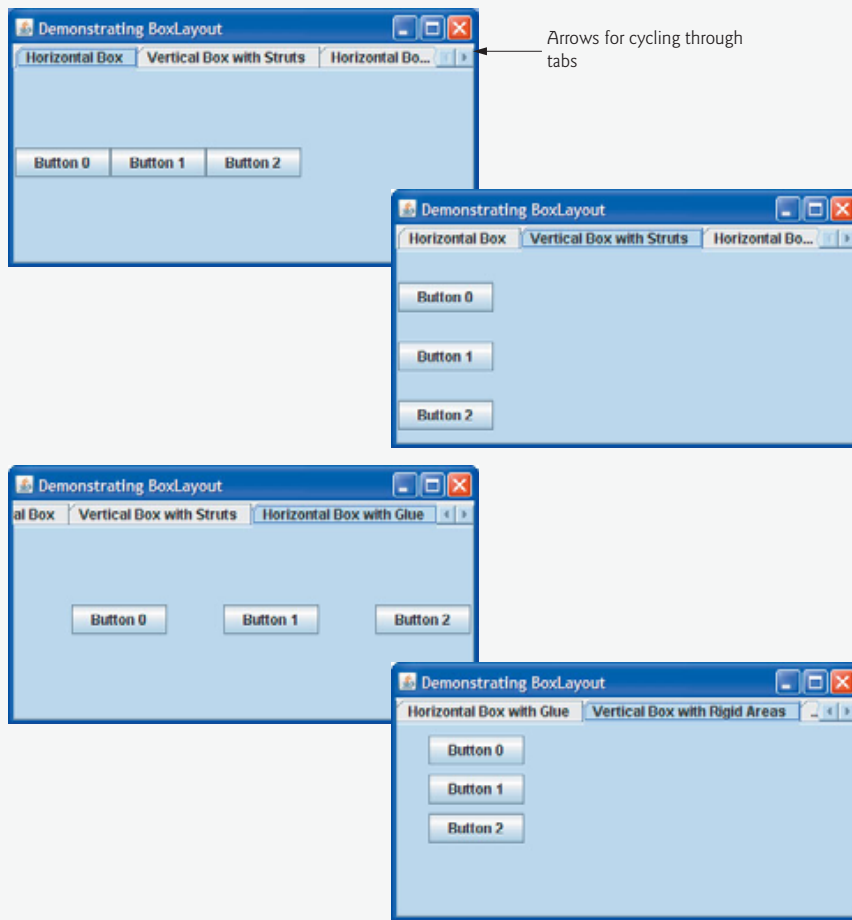 Demonstrating BoxLayout
Horizontal Box Vertical Box with Struts Horizontal Bo...
Arrows for cycling through
tabs
Button 0 Button 1 Button 2
Demonstrating BoxLayout
Horizontal Box Vertical Box with Struts Horizontal Bo...
Button 0
Button 1
Button 2
Demonstrating BoxLayout
al Box Vertical Box with Struts Horizontal Box with Glue
Button 0 Button 1 Button 2
Demonstrating BoxLayout
Horizontal Box with Glue Vertical Box with Rigid Areas ...
Button 0
Button 1
Button 2